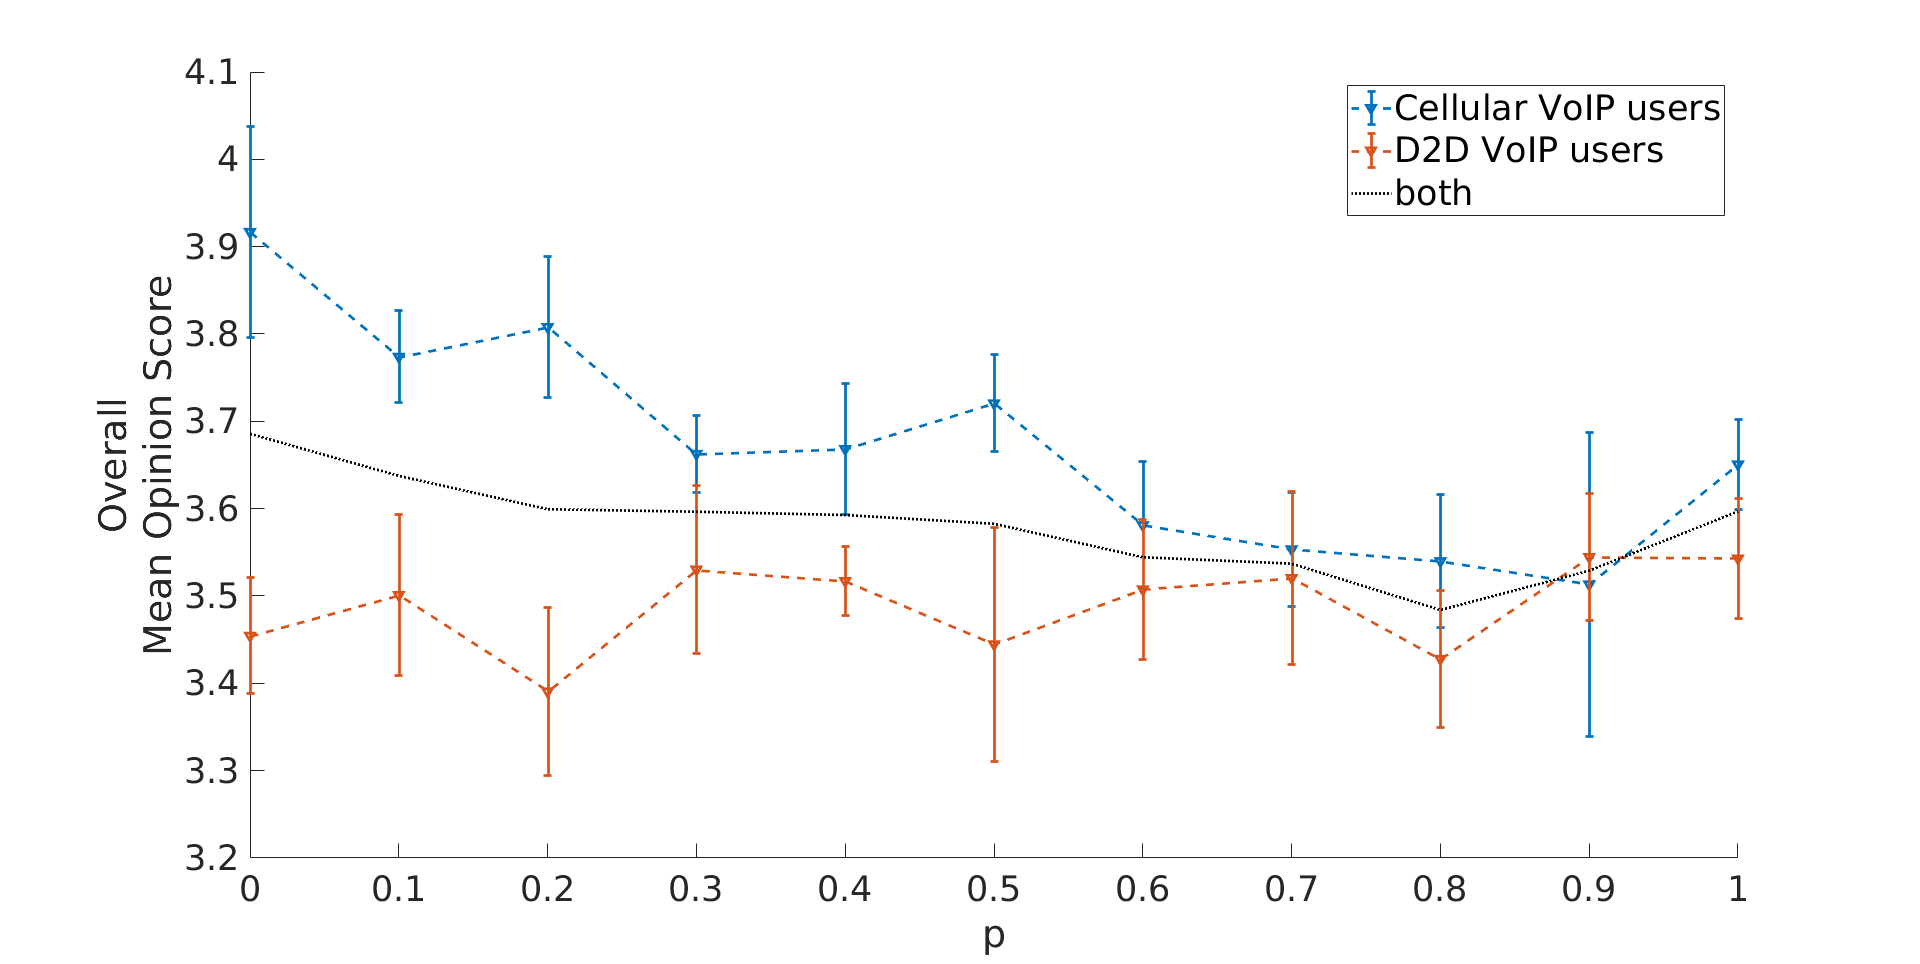 Overall
Mean Opinion Score
4.1
4
3.9
3.8
3.7
3.6
3.5
3.4
3.3
3.2
0 0.1 0.2 0.3 0.4 0.5 0.6 0.7 0.8 0.9 1
p
Cellular VoIP users
D2D VoIP users
both